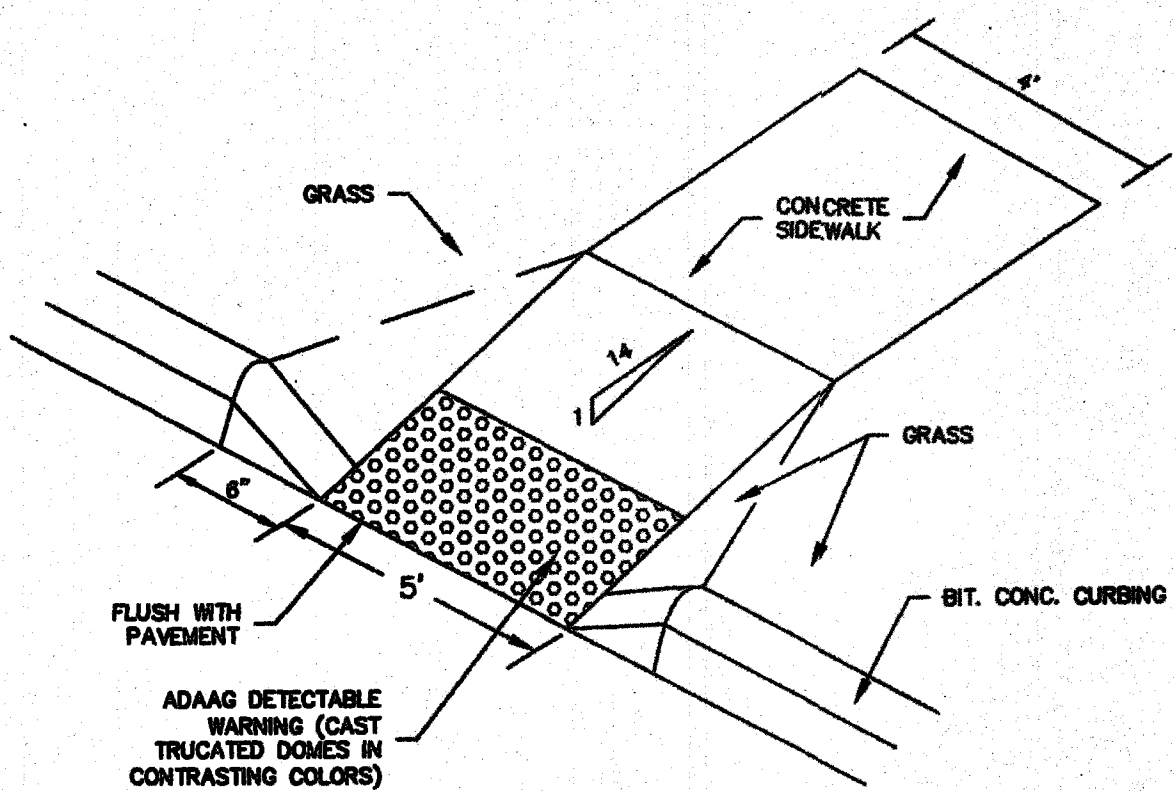 4'
GRASS
CONCRETE
SIDEWALK
14
1
GRASS
6"
5'
FLUSH WITH
PAVEMENT
BIT. CONC. CURBING
ADAAG DETECTABLE
WARNING (CAST
TRUCATED DOMES IN
CONTRASTING COLORS)